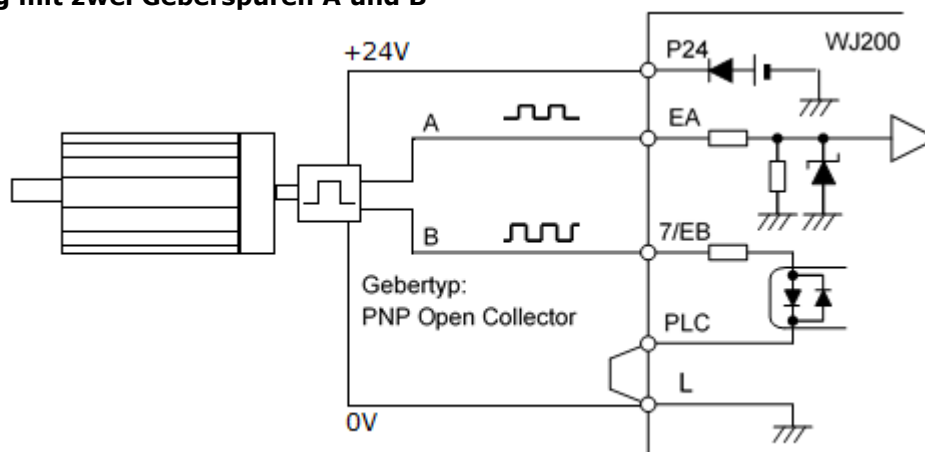 g mit zwei Geberspuren A und B
+24V
P24
WJ200
A
EA
B
7/EB
Gebertyp:
PNP Open Collector
PLC
L
0V